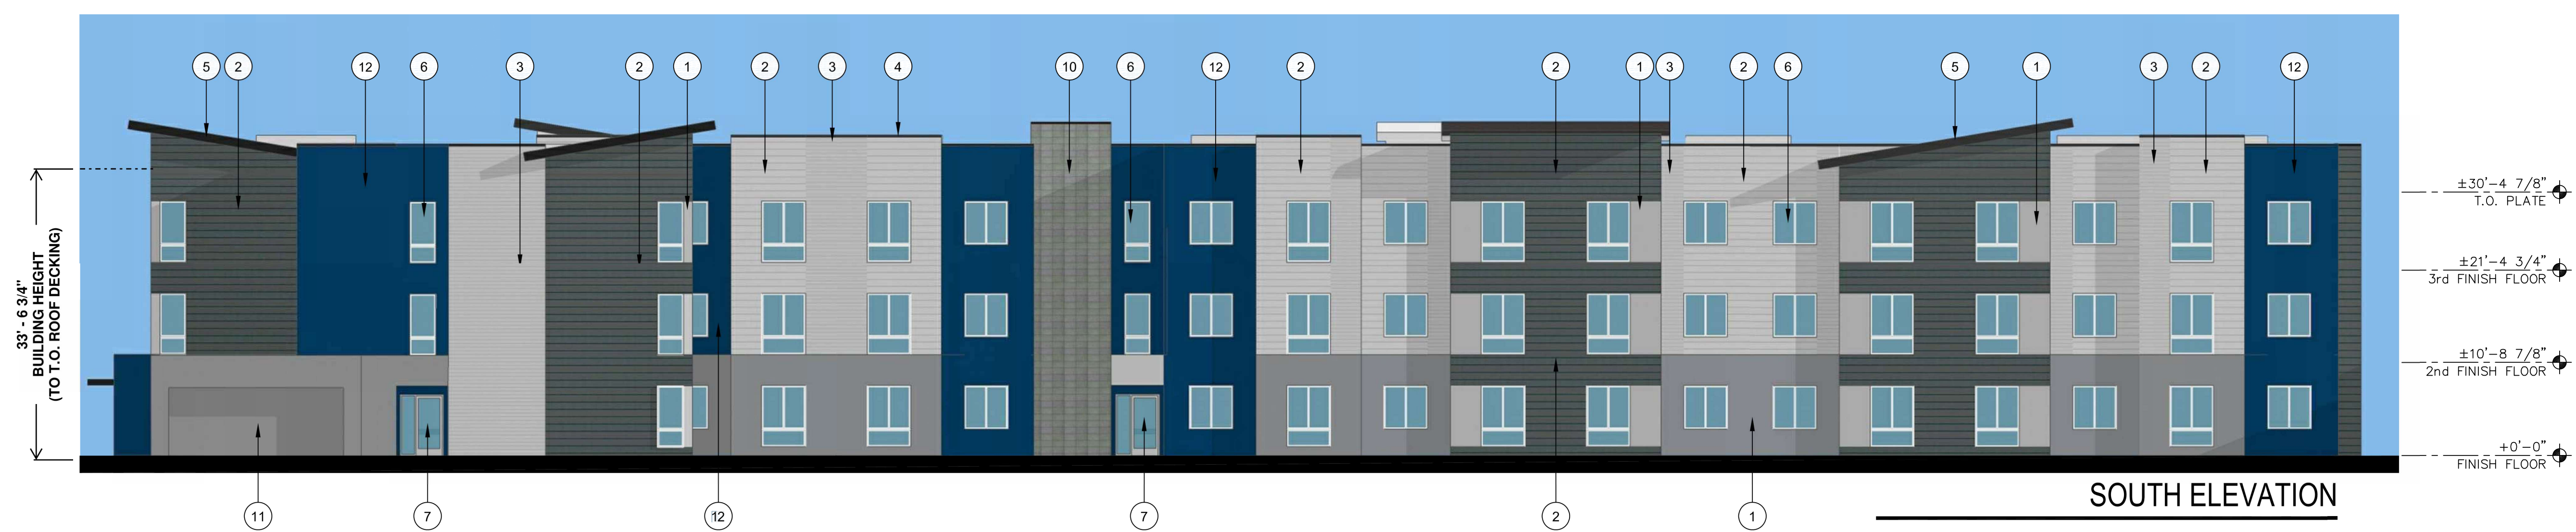 5 2 12 6 3 2 1 2 3 4 10 6 12 2 2 1 3 2 6 5 1 3 2 12
33' - 6 3/4"
BUILDING HEIGHT
(TO T.O. ROOF DECKING)
±30'-4 7/8"
T.O. PLATE
±21'-4 3/4"
3rd FINISH FLOOR
±10'-8 7/8"
2nd FINISH FLOOR
+0'-0"
FINISH FLOOR
11 7 12 7 2 1
SOUTH ELEVATION